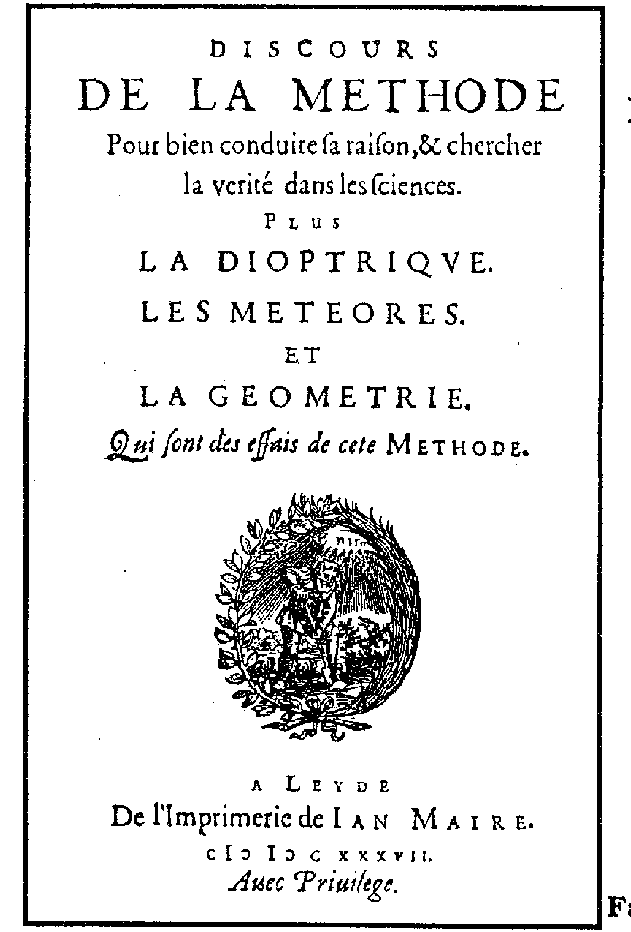 DISCOURS
DE LA METHODE
Pour bien conduire ſa raiſon, & chercher
la verité dans les ſciences.
PLUS
LA DIOPTRIQVE.
LES METEORES.
ET
LA GEOMETRIE.
Qui ſont des eſſais de cete METHODE.
A LEYDE
De l'Imprimerie de IAN MAIRE.
CIↃ IↃ C XXXVII.
Auec Priuilege.